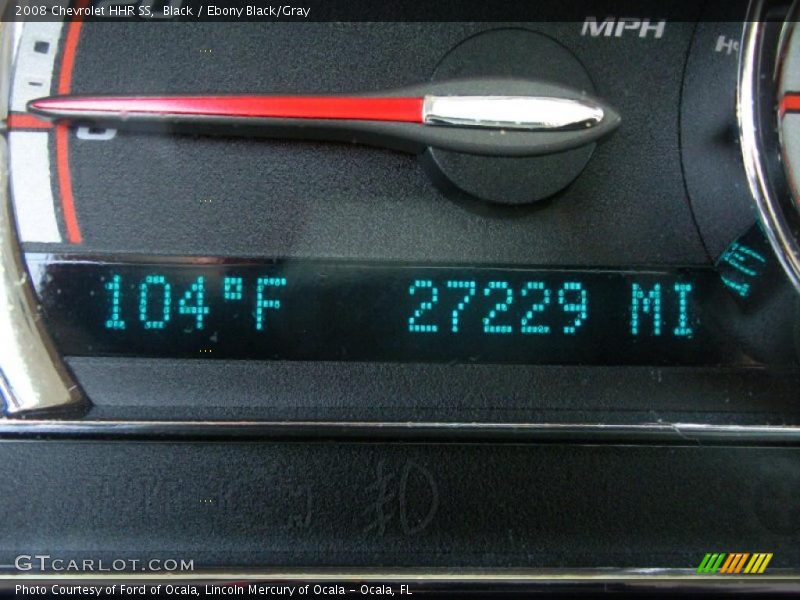 2008 Chevrolet HHR SS, Black / Ebony Black/Gray
MPH
0
104°F 27229 MI
GTCARLOT.COM
Photo Courtesy of Ford of Ocala, Lincoln Mercury of Ocala – Ocala, FL